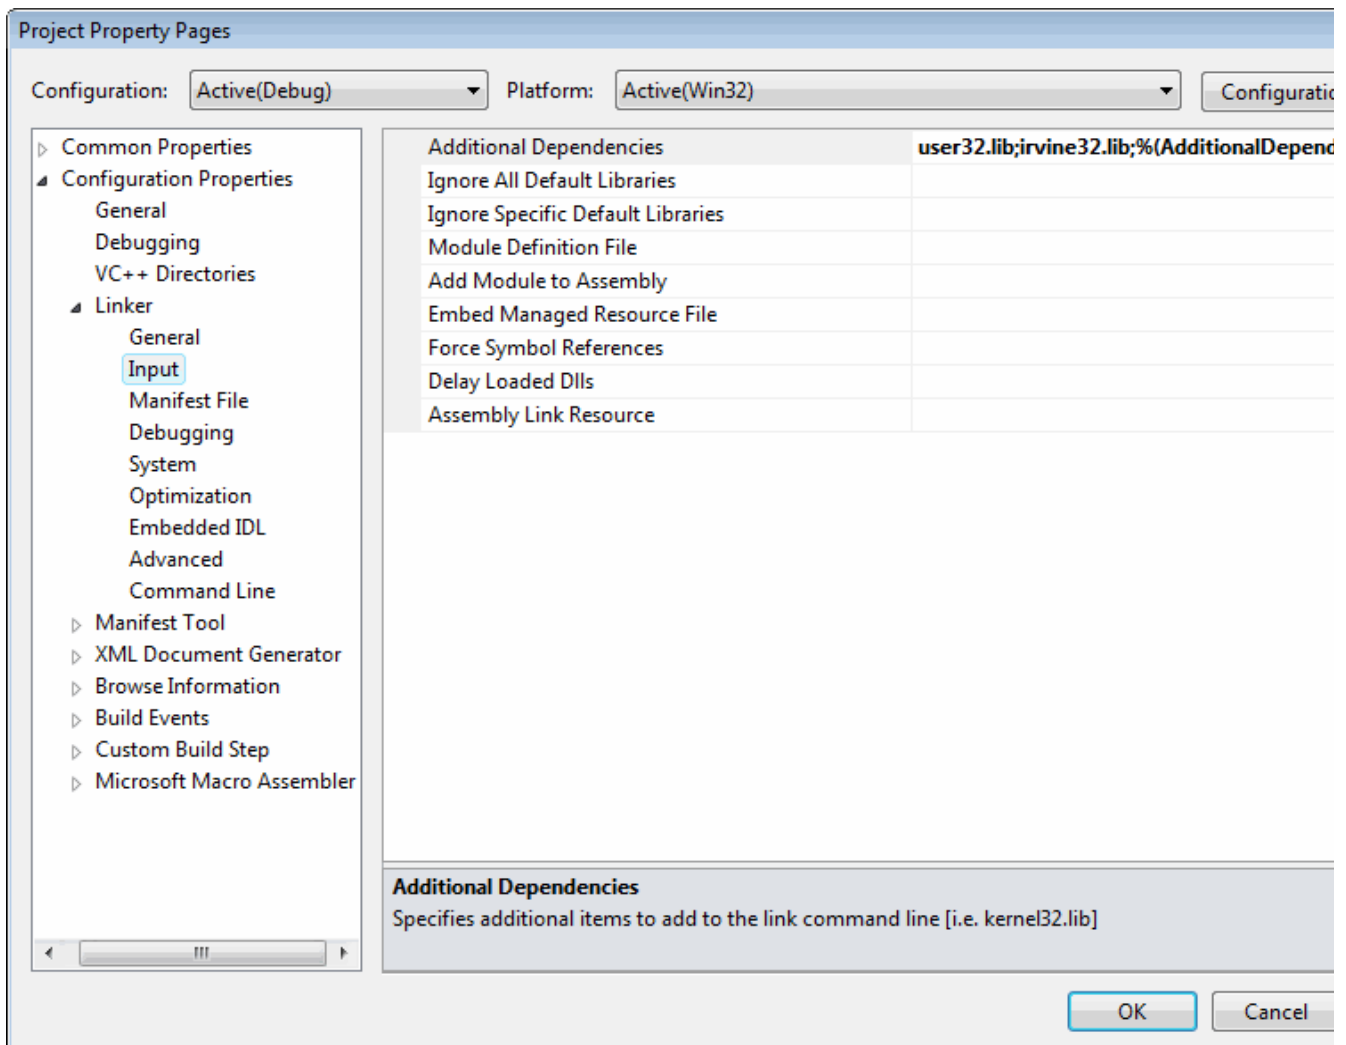 Project Property Pages
Configuration: Active(Debug) Platform: Active(Win32)
Common Properties
Configuration Properties
General
Debugging
VC++ Directories
Linker
General
Input
Manifest File
Debugging
System
Optimization
Embedded IDL
Advanced
Command Line
Manifest Tool
XML Document Generator
Browse Information
Build Events
Custom Build Step
Microsoft Macro Assembler
Additional Dependencies user32.lib;irvine32.lib;%(AdditionalDepend
Ignore All Default Libraries
Ignore Specific Default Libraries
Module Definition File
Add Module to Assembly
Embed Managed Resource File
Force Symbol References
Delay Loaded Dlls
Assembly Link Resource
Additional Dependencies
Specifies additional items to add to the link command line [i.e. kernel32.lib]
OK Cancel